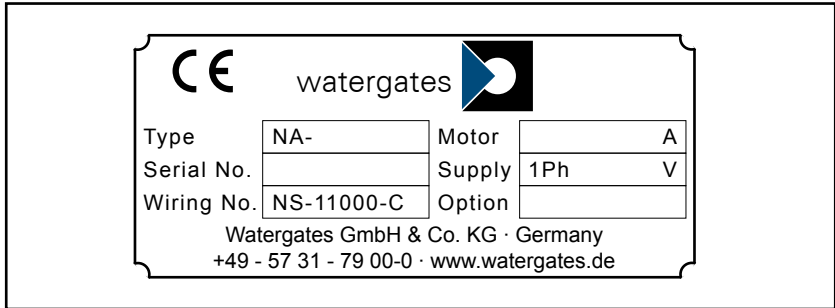 CE
watergates
Type NA- Motor A
Serial No. Supply 1Ph V
Wiring No. NS-11000-C Option
Watergates GmbH & Co. KG · Germany
+49 - 57 31 - 79 00-0 · www.watergates.de